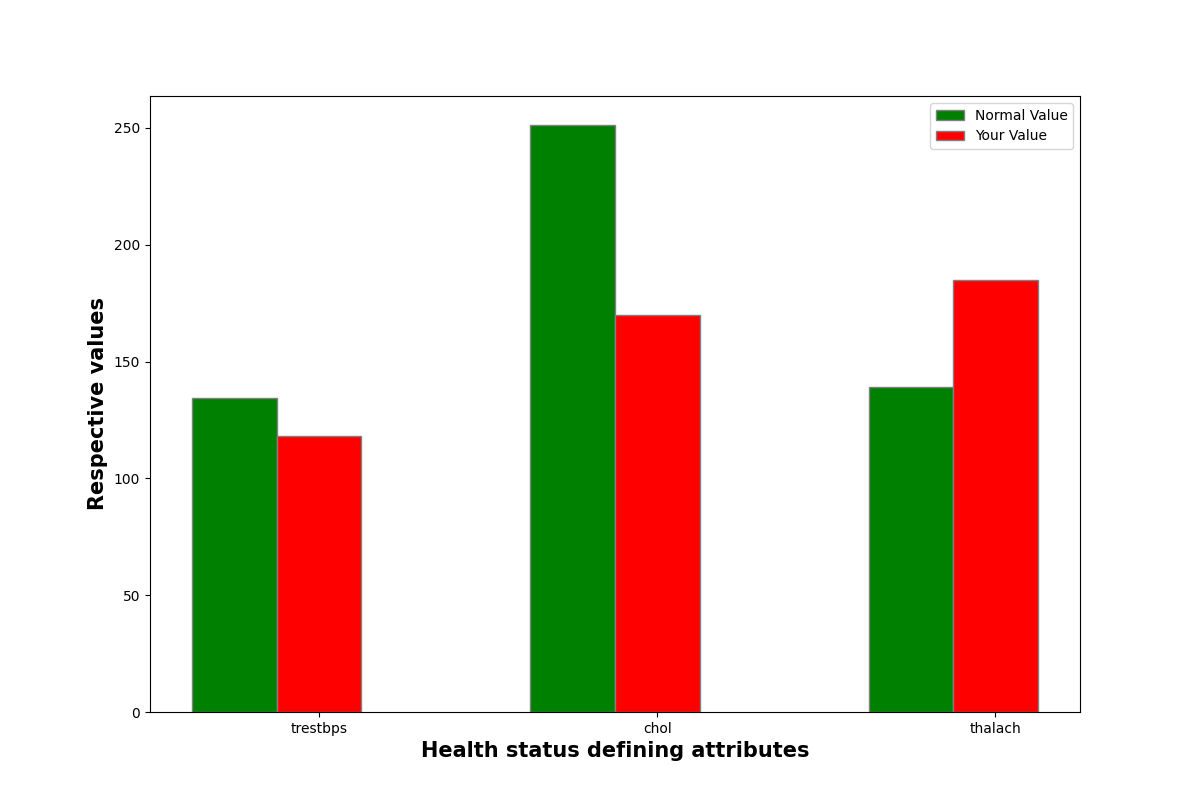 Normal Value
Your Value
250
200
150
100
50
0
Respective values
trestbps chol thalach
Health status defining attributes